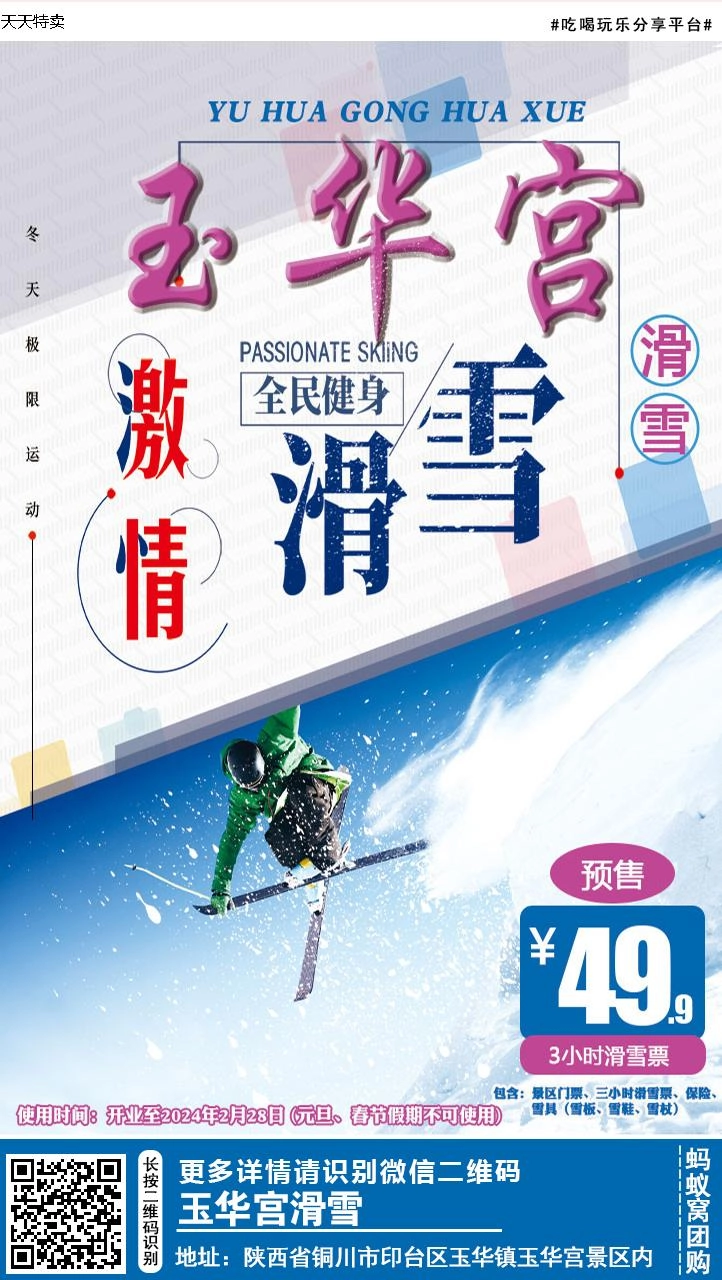 天天特卖
#吃喝玩乐分享平台#
YU HUA GONG HUA XUE
玉华宫
滑雪
冬天极限运动
激情
PASSIONATE SKIiNG
全民健身
滑雪
预售
¥49.9
3小时滑雪票
包含：景区门票、三小时滑雪票、保险、
雪具（雪板、雪鞋、雪杖）
使用时间：开业至2024年2月28日（元旦、春节假期不可使用）
长按二维码识别
更多详情请识别微信二维码
玉华宫滑雪
地址：陕西省铜川市印台区玉华镇玉华宫景区内
蚂蚁窝团购